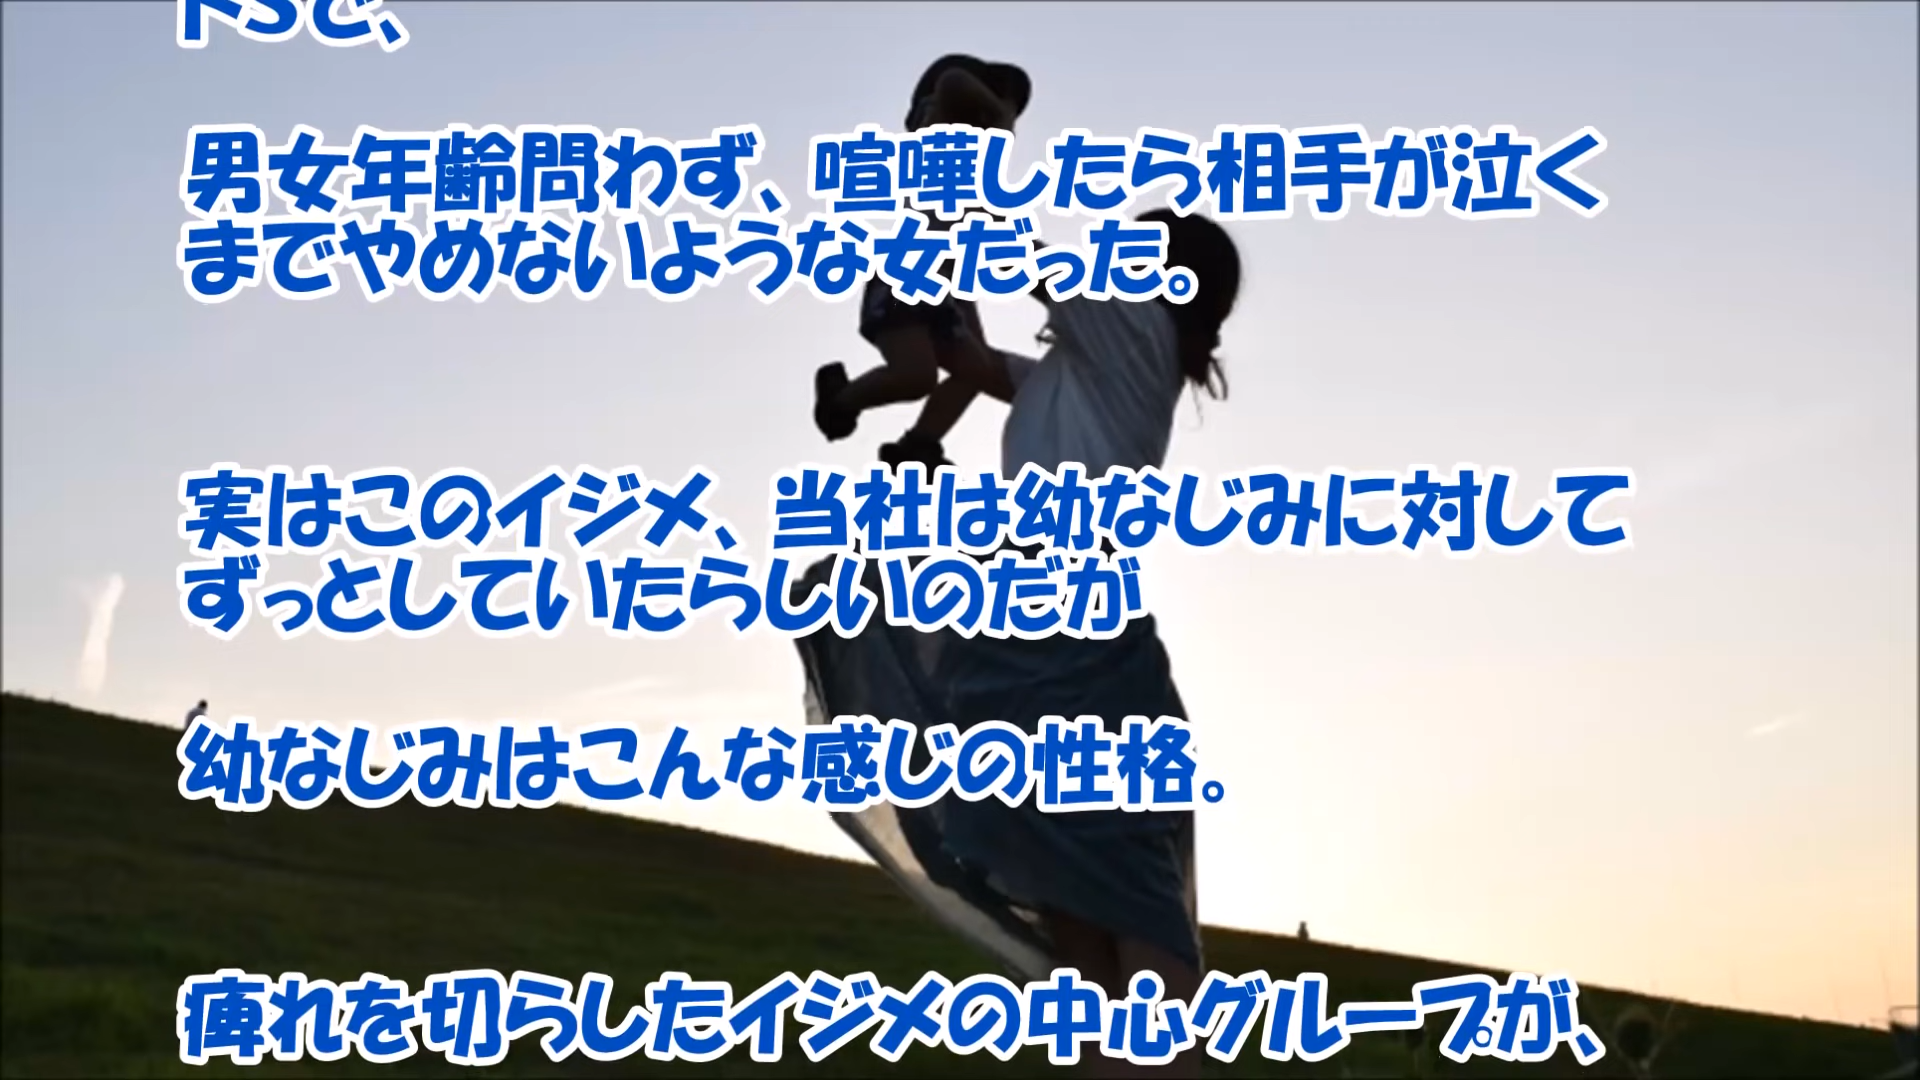 ドSで、
男女年齢問わず、喧嘩したら相手が泣く
までやめないような女だった。
実はこのイジメ、当社は幼なじみに対して
ずっとしていたらしいのだが
幼なじみはこんな感じの性格。
痺れを切らしたイジメの中心グループが、